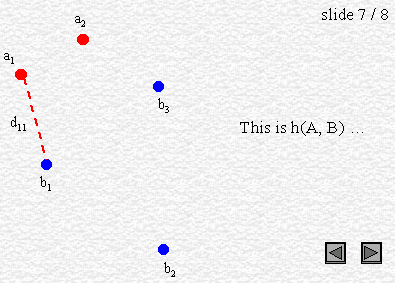 slide 7 / 8
a2
a1
b3
d11
This is h(A, B) ...
b1
b2